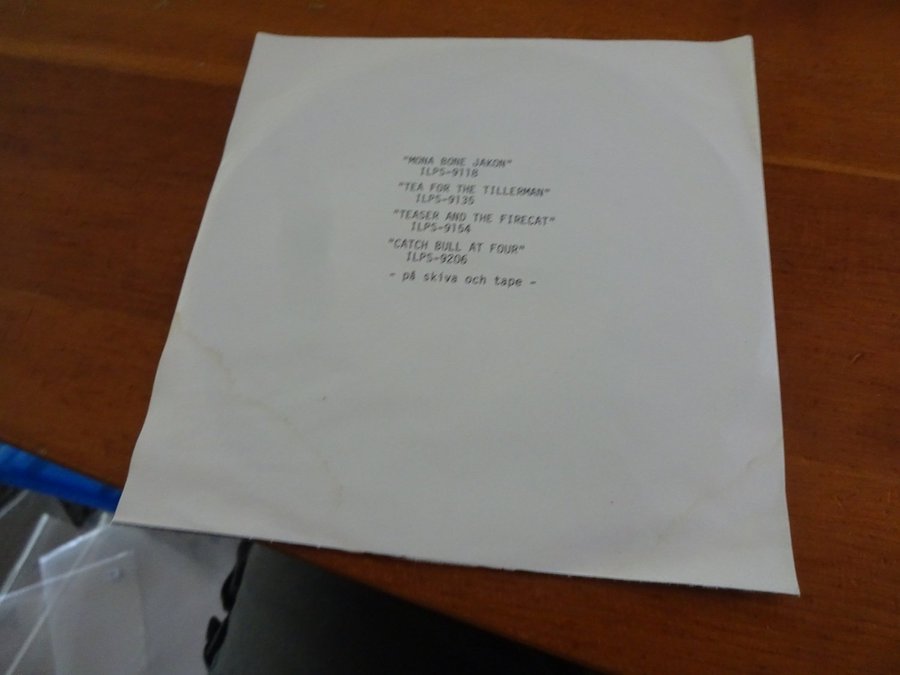 "MONA BONE JAKON"
ILPS-9118
"TEA FOR THE TILLERMAN"
ILPS-9135
"TEASER AND THE FIRECAT"
ILPS-9154
"CATCH BULL AT FOUR"
ILPS-9206
- på skiva och tape -